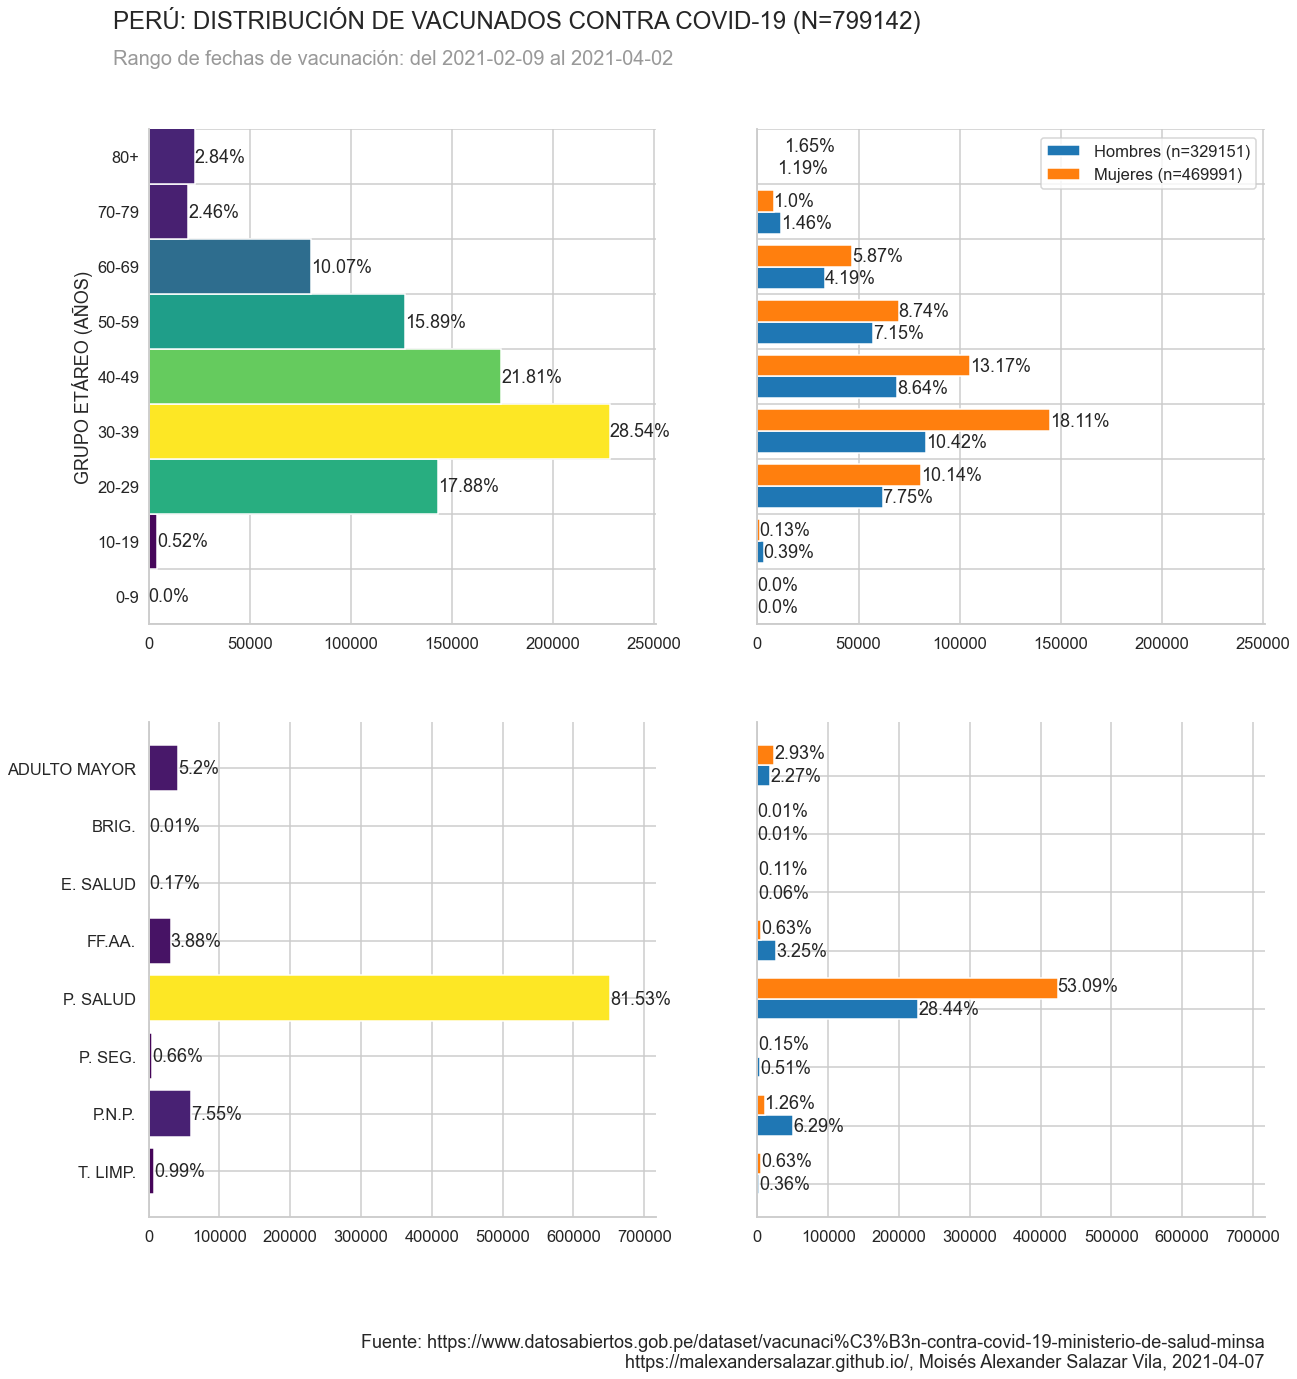 PERÚ: DISTRIBUCIÓN DE VACUNADOS CONTRA COVID-19 (N=799142)
Rango de fechas de vacunación: del 2021-02-09 al 2021-04-02
GRUPO ETÁREO (AÑOS)
80+ 2.84%
70-79 2.46%
60-69 10.07%
50-59 15.89%
40-49 21.81%
30-39 28.54%
20-29 17.88%
10-19 0.52%
0-9 0.0%
0 50000 100000 150000 200000 250000
Hombres (n=329151)
Mujeres (n=469991)
1.65%
1.19%
1.0%
1.46%
5.87%
4.19%
8.74%
7.15%
13.17%
8.64%
18.11%
10.42%
10.14%
7.75%
0.13%
0.39%
0.0%
0.0%
0 50000 100000 150000 200000 250000
ADULTO MAYOR 5.2%
BRIG. 0.01%
E. SALUD 0.17%
FF.AA. 3.88%
P. SALUD 81.53%
P. SEG. 0.66%
P.N.P. 7.55%
T. LIMP. 0.99%
0 100000 200000 300000 400000 500000 600000 700000
2.93%
2.27%
0.01%
0.01%
0.11%
0.06%
0.63%
3.25%
53.09%
28.44%
0.15%
0.51%
1.26%
6.29%
0.63%
0.36%
0 100000 200000 300000 400000 500000 600000 700000
Fuente: https://www.datosabiertos.gob.pe/dataset/vacunaci%C3%B3n-contra-covid-19-ministerio-de-salud-minsa
https://malexandersalazar.github.io/, Moisés Alexander Salazar Vila, 2021-04-07